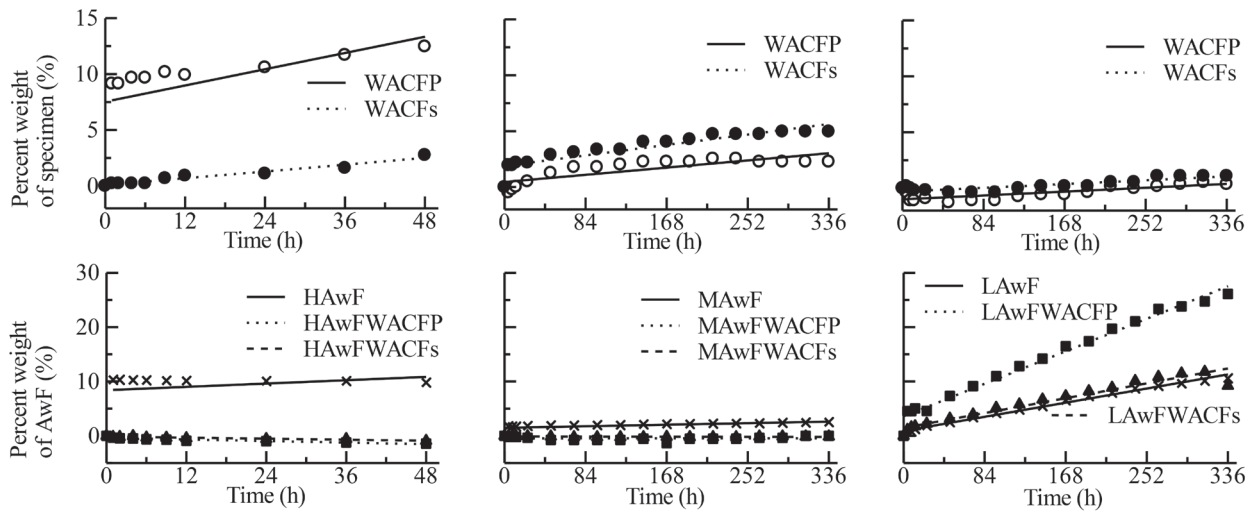 Percent weight
of specimen (%)
15
10
5
0
WACFP
WACFs
0 12 24 36 48
Time (h)
WACFP
WACFs
0 84 168 252 336
Time (h)
WACFP
WACFs
0 84 168 252 336
Time (h)
Percent weight
of AwF (%)
30
20
10
0
HAwF
HAwFWACFP
HAwFWACFs
0 12 24 36 48
Time (h)
MAwF
MAwFWACFP
MAwFWACFs
0 84 168 252 336
Time (h)
LAwF
LAwFWACFP
LAwFWACFs
0 84 168 252 336
Time (h)